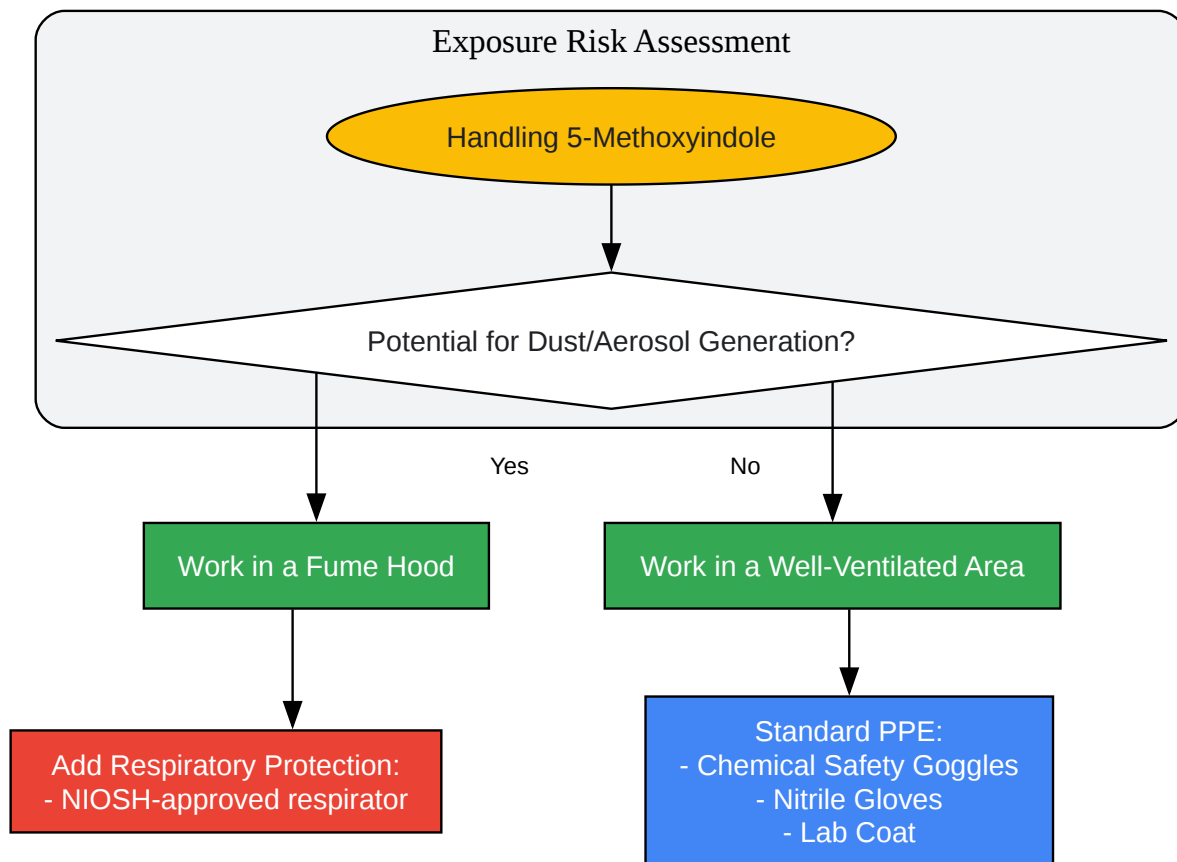 Exposure Risk Assessment
Handling 5-Methoxyindole
Potential for Dust/Aerosol Generation?
Yes
No
Work in a Fume Hood
Work in a Well-Ventilated Area
Add Respiratory Protection:
- NIOSH-approved respirator
Standard PPE:
- Chemical Safety Goggles
- Nitrile Gloves
- Lab Coat